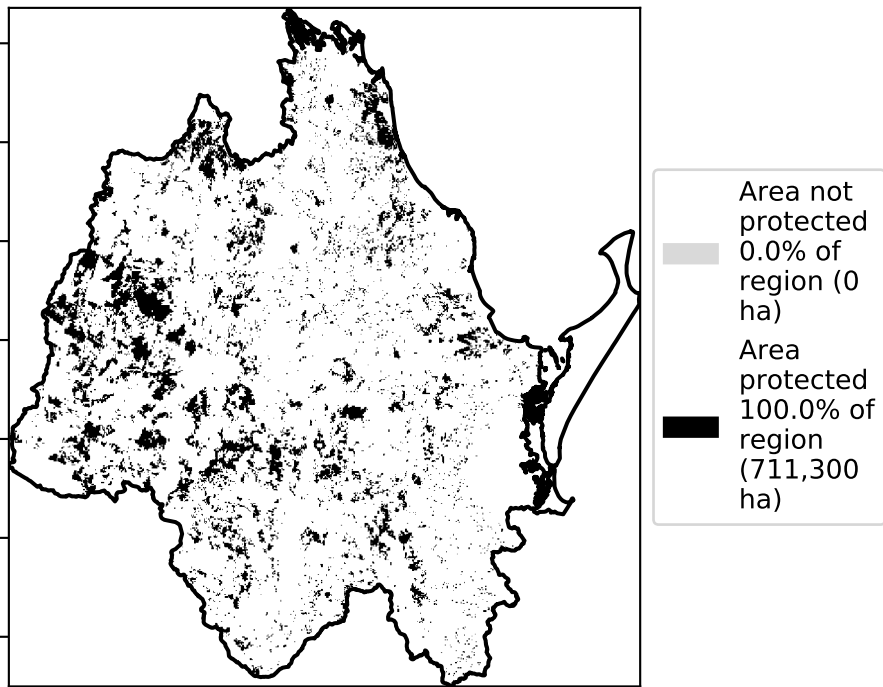 Area not
protected
0.0% of
region (0
ha)
Area
protected
100.0% of
region
(711,300
ha)